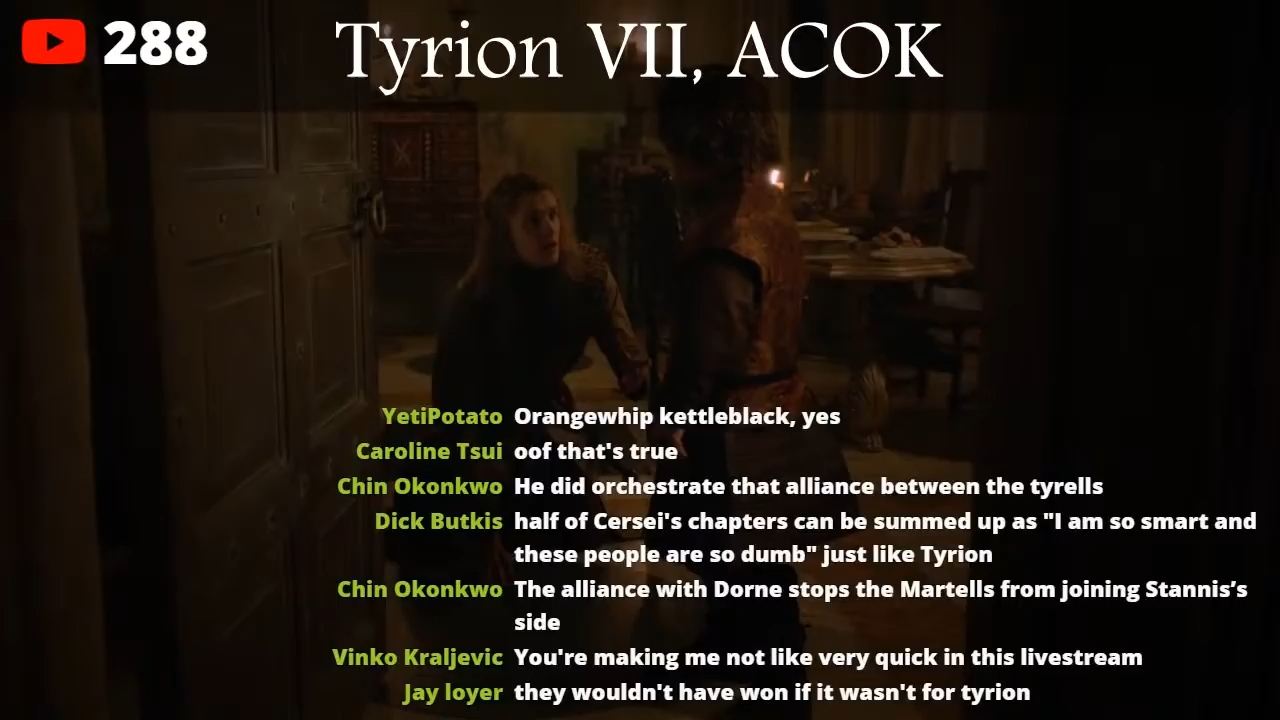 288
Tyrion VII, ACOK
YetiPotato Orangewhip kettleblack, yes
Caroline Tsui oof that's true
Chin Okonkwo He did orchestrate that alliance between the tyrells
Dick Butkis half of Cersei's chapters can be summed up as "I am so smart and
these people are so dumb" just like Tyrion
Chin Okonkwo The alliance with Dorne stops the Martells from joining Stannis’s
side
Vinko Kraljevic You're making me not like very quick in this livestream
Jay loyer they wouldn't have won if it wasn't for tyrion